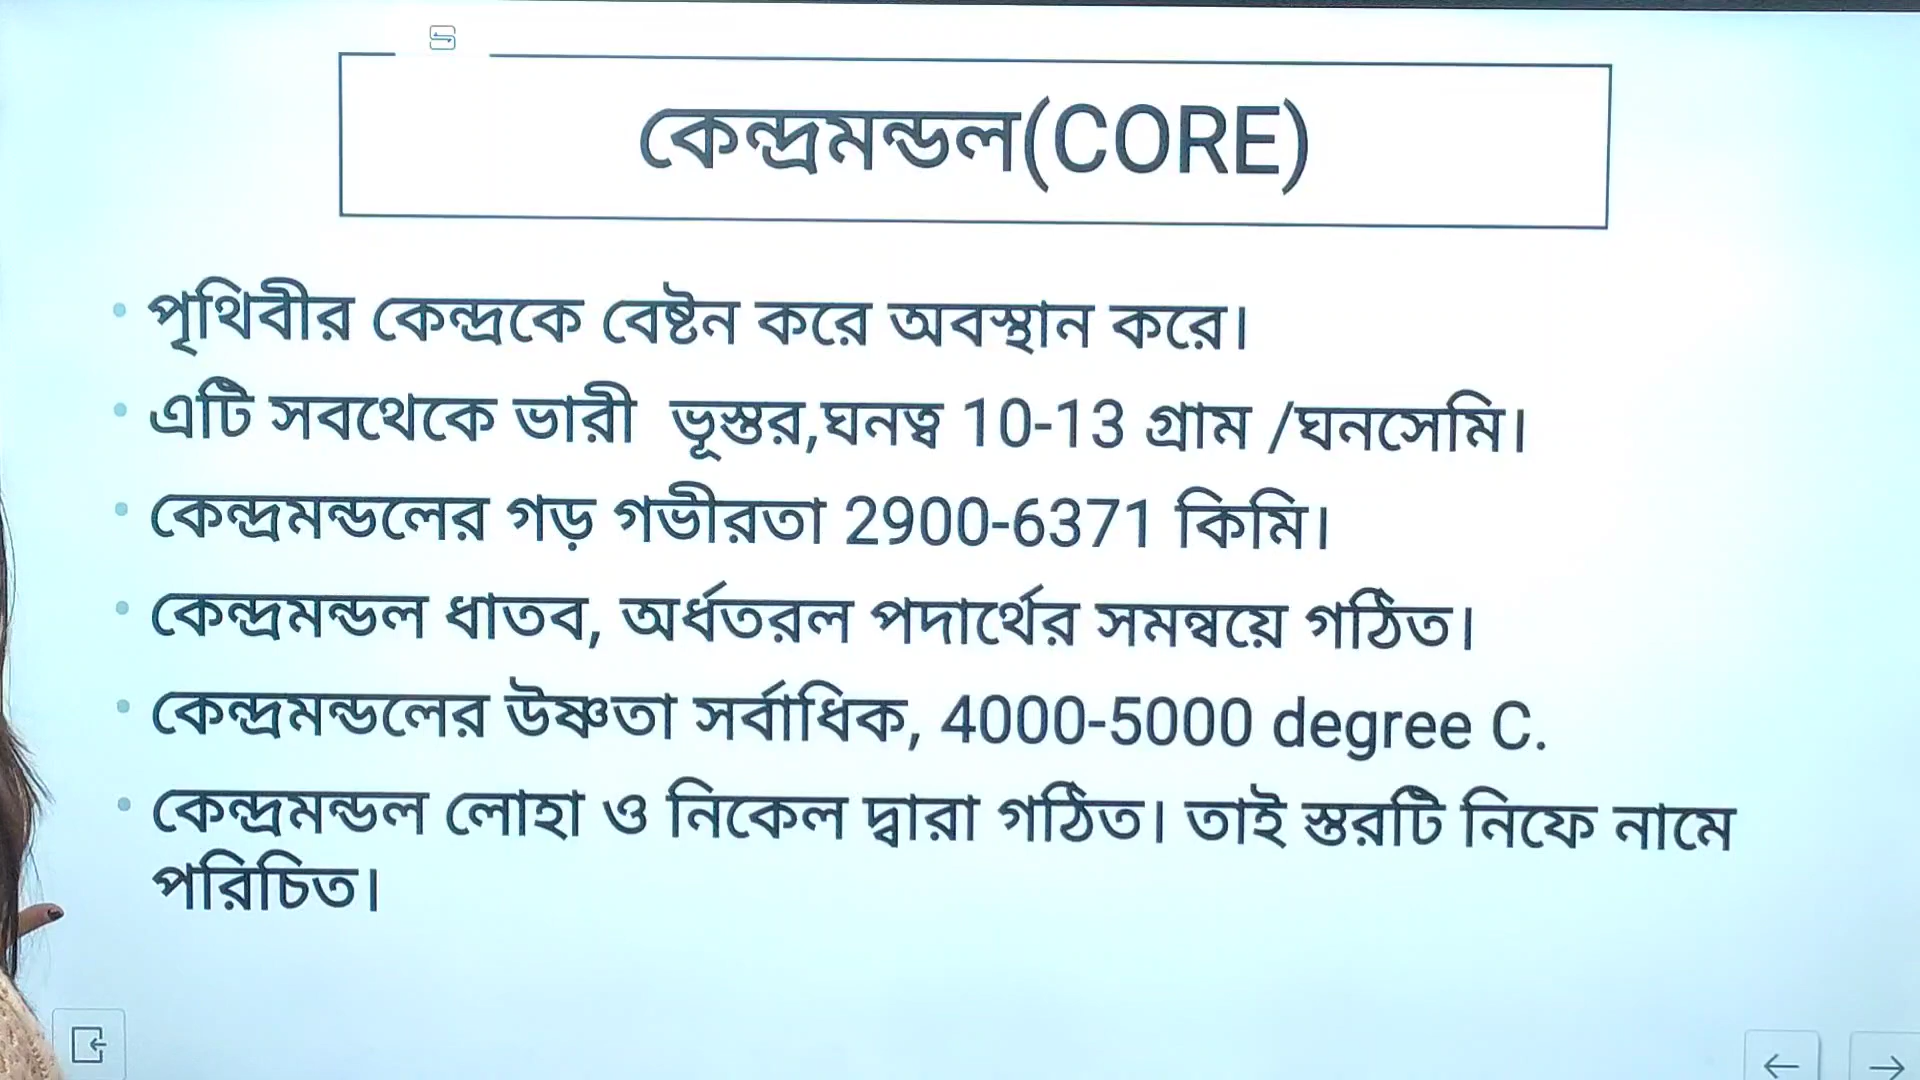 কেন্দ্রমন্ডল(CORE)
পৃথিবীর কেন্দ্রকে বেষ্টন করে অবস্থান করে।
এটি সবথেকে ভারী ভূস্তর,ঘনত্ব 10-13 গ্রাম /ঘনসেমি।
কেন্দ্রমন্ডলের গড় গভীরতা 2900-6371 কিমি।
কেন্দ্রমন্ডল ধাতব, অর্ধতরল পদার্থের সমন্বয়ে গঠিত।
কেন্দ্রমন্ডলের উষ্ণতা সর্বাধিক, 4000-5000 degree C.
কেন্দ্রমন্ডল লোহা ও নিকেল দ্বারা গঠিত। তাই স্তরটি নিফে নামে
পরিচিত।